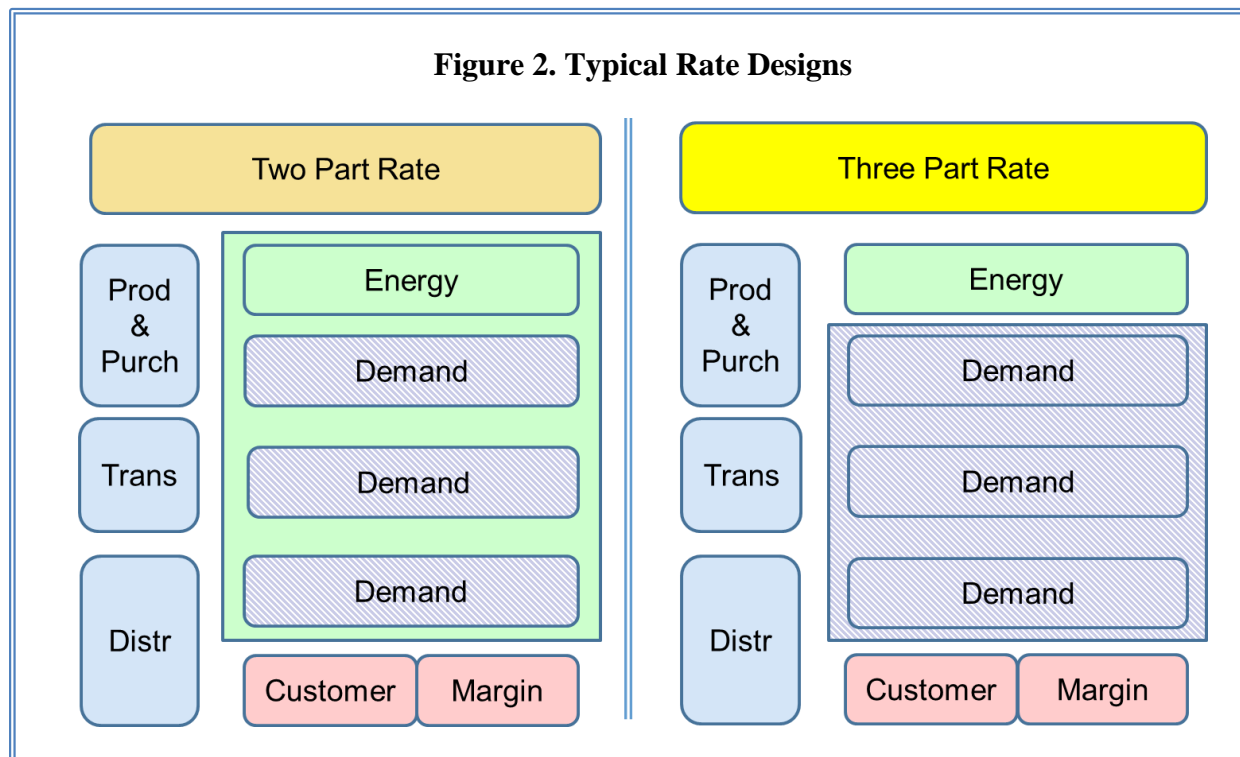 Figure 2. Typical Rate Designs
Two Part Rate
Prod
&
Purch
Energy
Demand
Trans
Demand
Distr
Demand
Customer
Margin
Three Part Rate
Prod
&
Purch
Energy
Demand
Trans
Demand
Distr
Demand
Customer
Margin